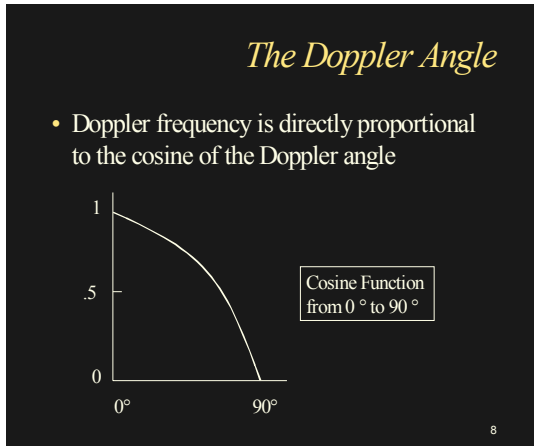 The Doppler Angle
• Doppler frequency is directly proportional
to the cosine of the Doppler angle
1
.5
0
0°
90°
Cosine Function
from 0 ° to 90 °
8